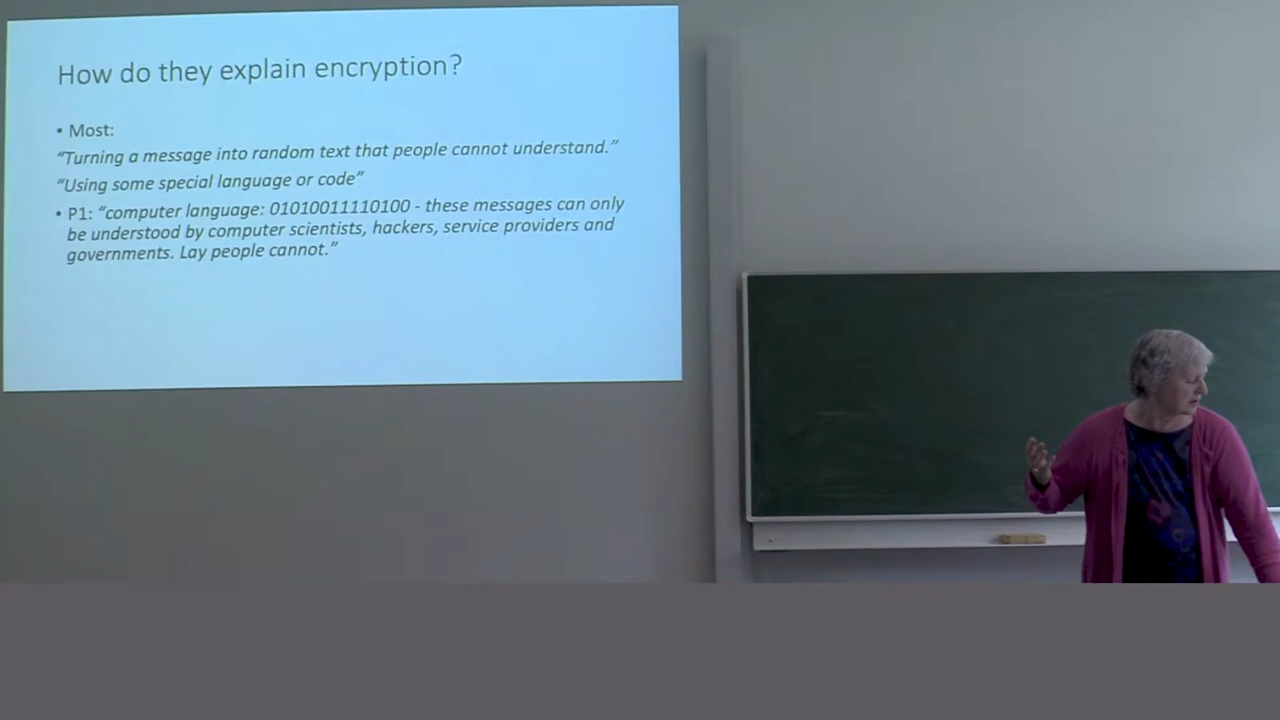 How do they explain encryption?
• Most:
“Turning a message into random text that people cannot understand.”
“Using some special language or code”
• P1: “computer language: 01010011110100 - these messages can only
be understood by computer scientists, hackers, service providers and
governments. Lay people cannot.”